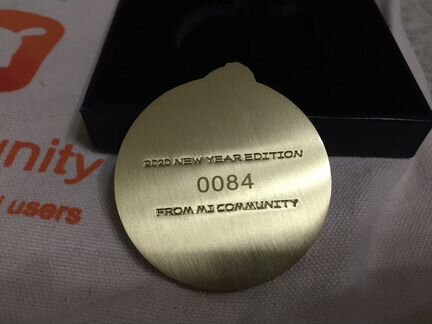 2020 NEW YEAR EDITION
0084
FROM MI COMMUNITY
unity
users